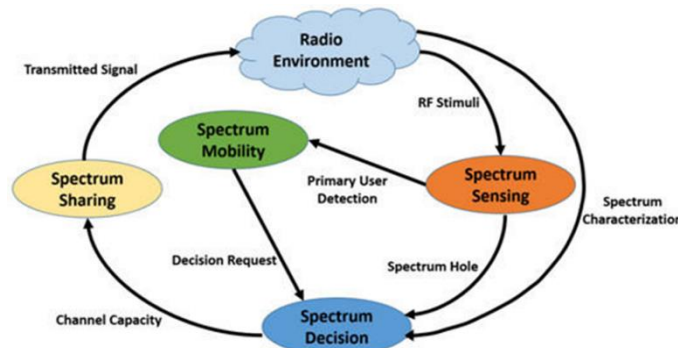 Radio
Environment
Transmitted Signal
RF Stimuli
Spectrum
Mobility
Spectrum
Sharing
Primary User
Detection
Spectrum
Sensing
Spectrum
Characterization
Decision Request
Spectrum Hole
Channel Capacity
Spectrum
Decision